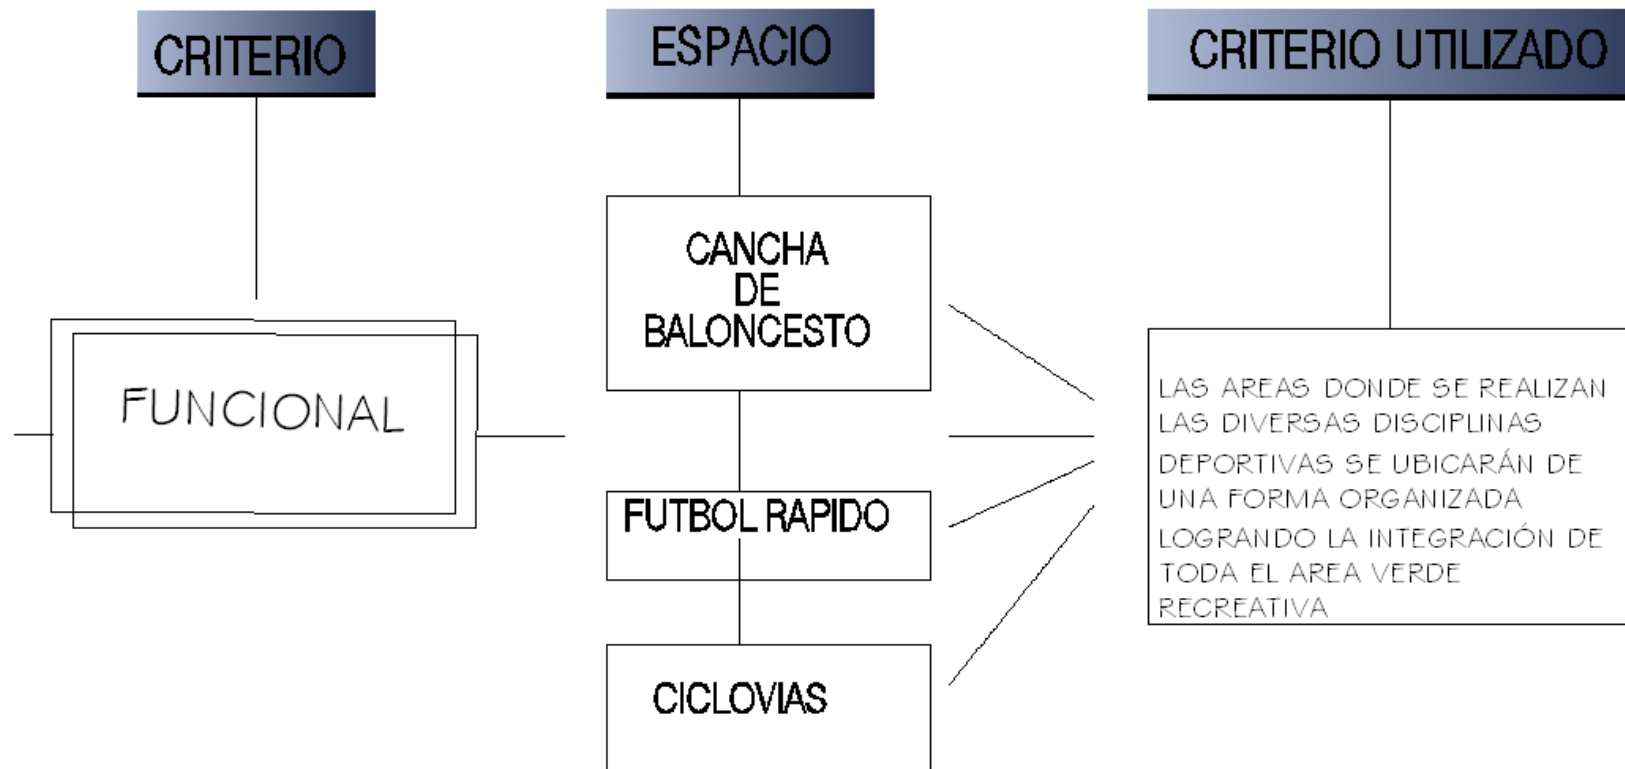 CRITERIO
ESPACIO
CRITERIO UTILIZADO
FUNCIONAL
CANCHA
DE
BALONCESTO
FUTBOL RAPIDO
CICLOVIAS
LAS AREAS DONDE SE REALIZAN
LAS DIVERSAS DISCIPLINAS
DEPORTIVAS SE UBICARÁN DE
UNA FORMA ORGANIZADA
LOGRANDO LA INTEGRACIÓN DE
TODA EL AREA VERDE
RECREATIVA